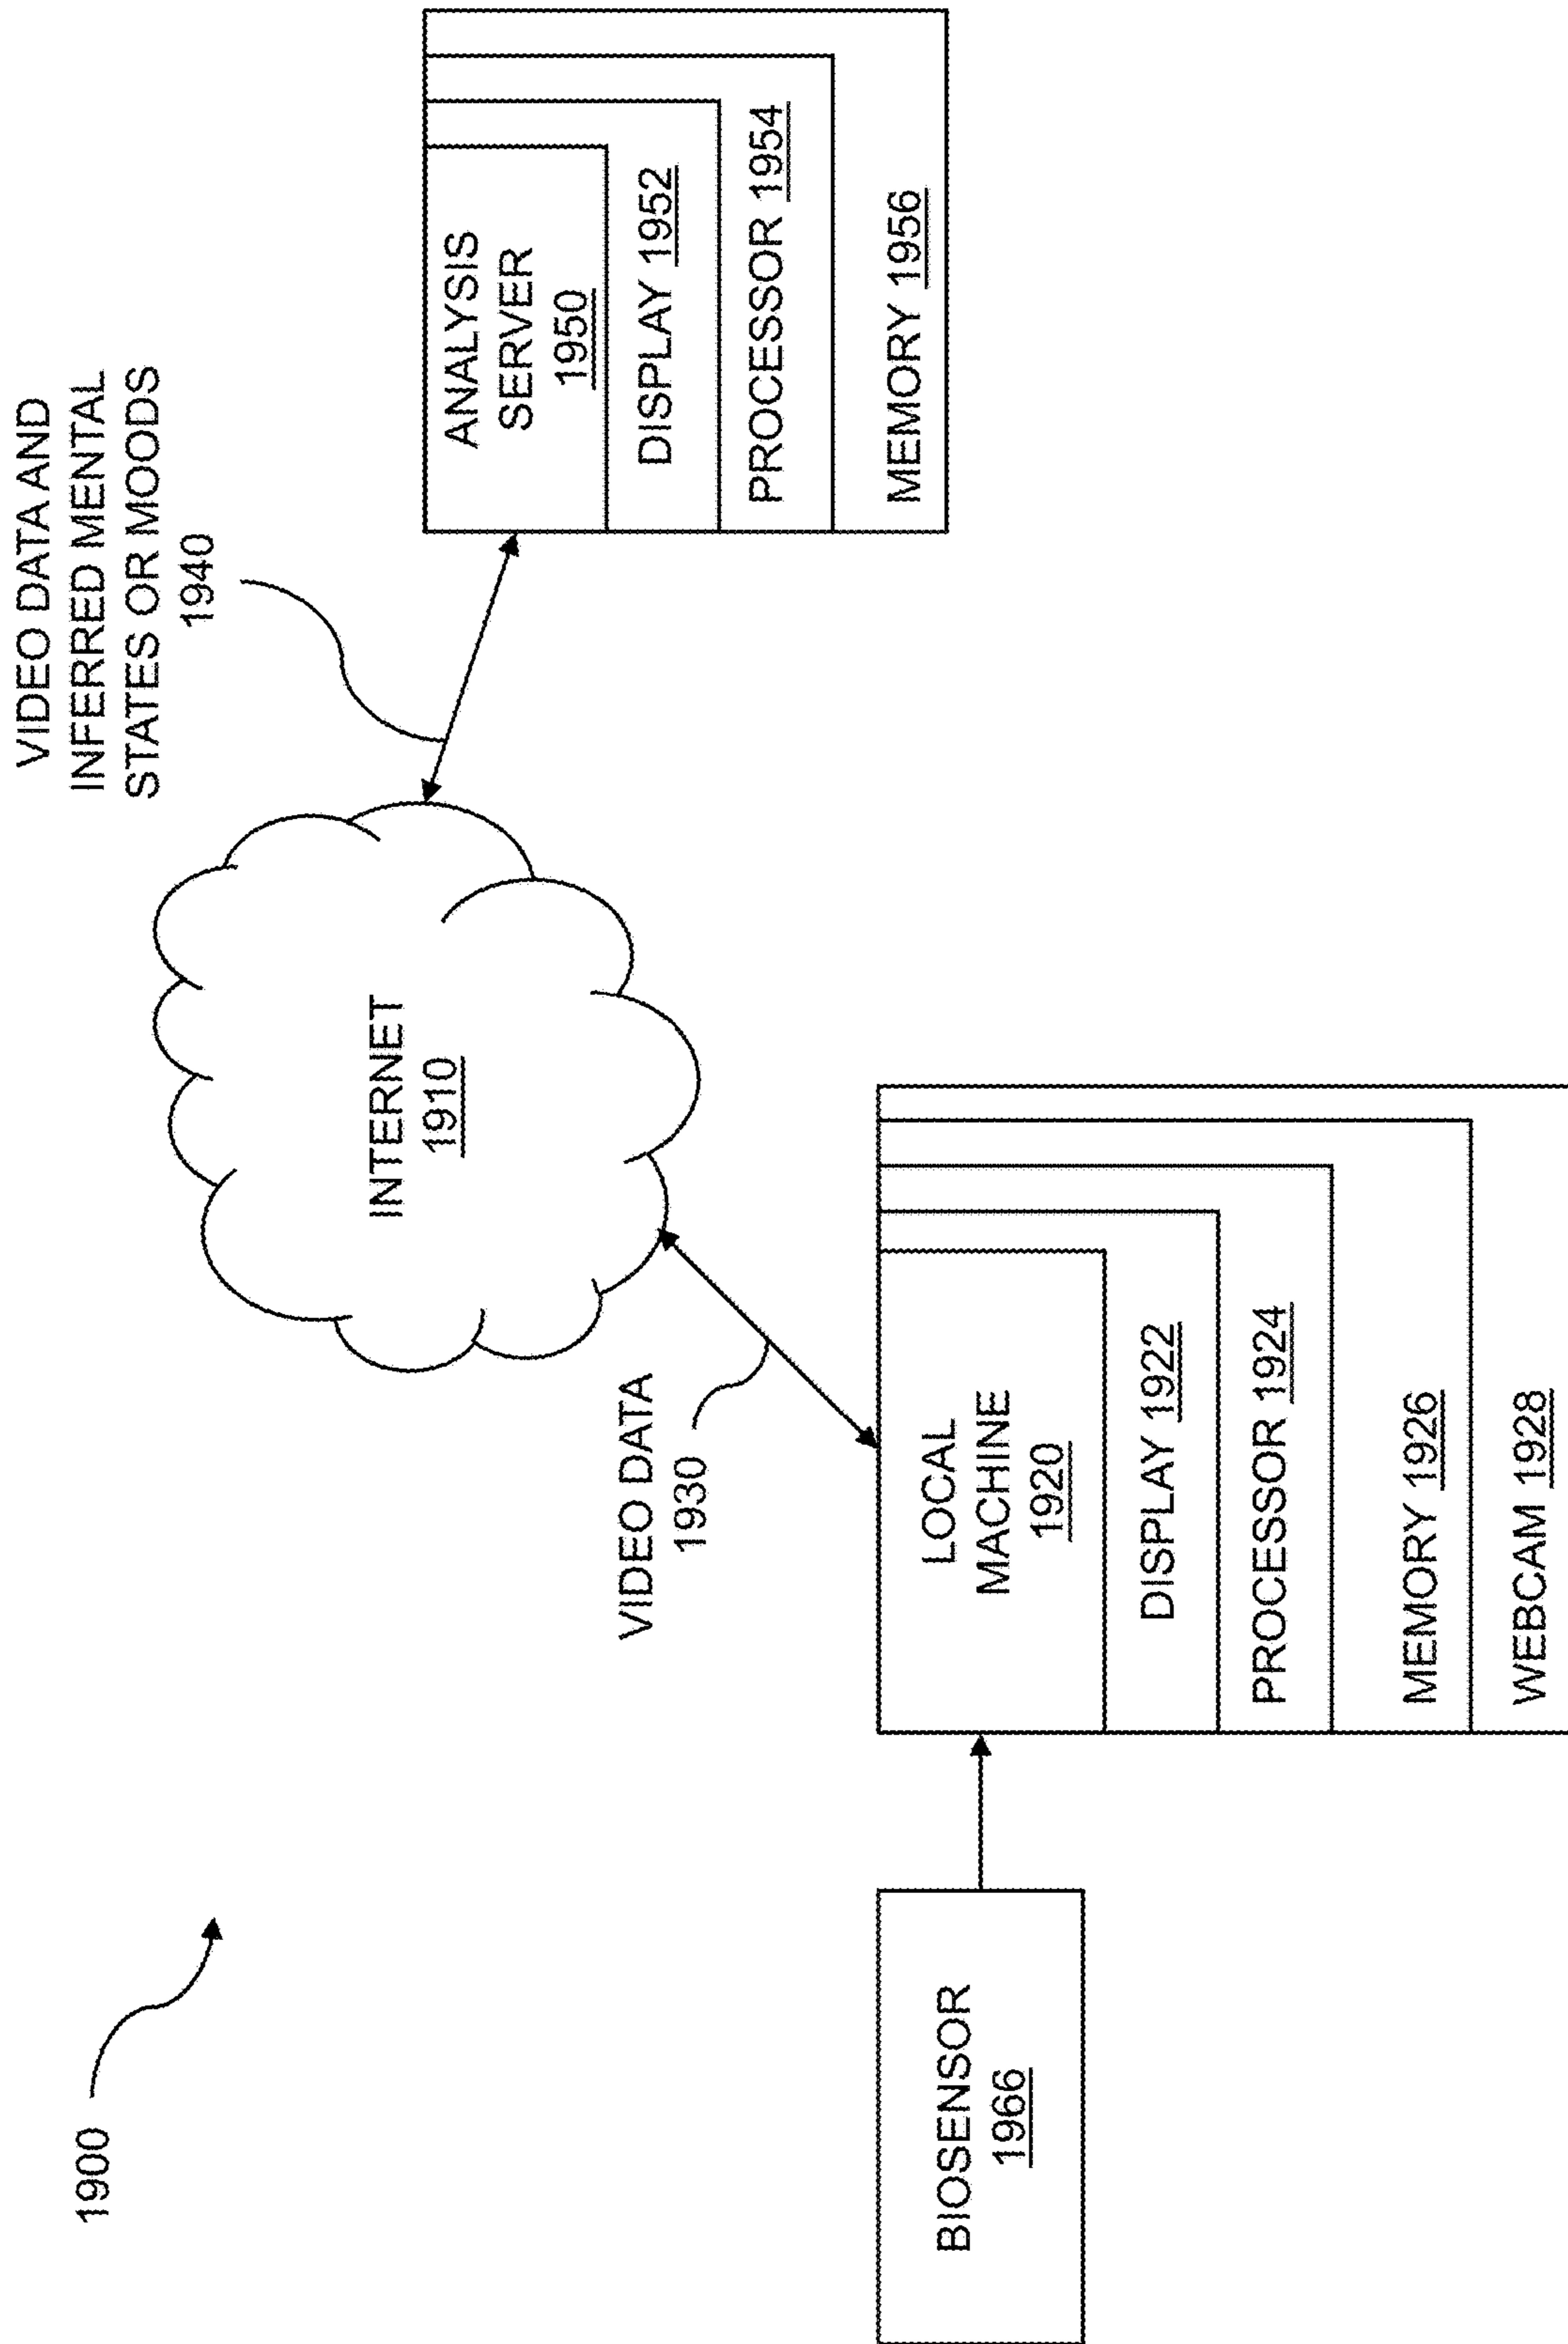 1900
VIDEO DATA AND
INFERRED MENTAL
STATES OR MOODS
1940
INTERNET
1910
VIDEO DATA
1930
ANALYSIS
SERVER
1950
DISPLAY 1952
PROCESSOR 1954
MEMORY 1956
BIOSENSOR
1966
LOCAL
MACHINE
1920
DISPLAY 1922
PROCESSOR 1924
MEMORY 1926
WEBCAM 1928